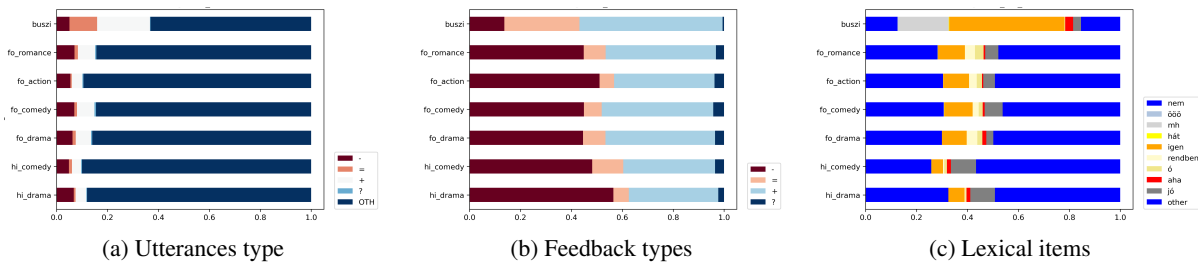 buszi
fo_romance
fo_action
fo_comedy
fo_drama
hi_comedy
hi_drama
0.0 0.2 0.4 0.6 0.8 1.0
-
=
+
?
OTH
(a) Utterances type
buszi
fo_romance
fo_action
fo_comedy
fo_drama
hi_comedy
hi_drama
0.0 0.2 0.4 0.6 0.8 1.0
-
=
+
?
(b) Feedback types
buszi
fo_romance
fo_action
fo_comedy
fo_drama
hi_comedy
hi_drama
0.0 0.2 0.4 0.6 0.8 1.0
nem
ööö
mh
hát
igen
rendben
ó
aha
jó
other
(c) Lexical items